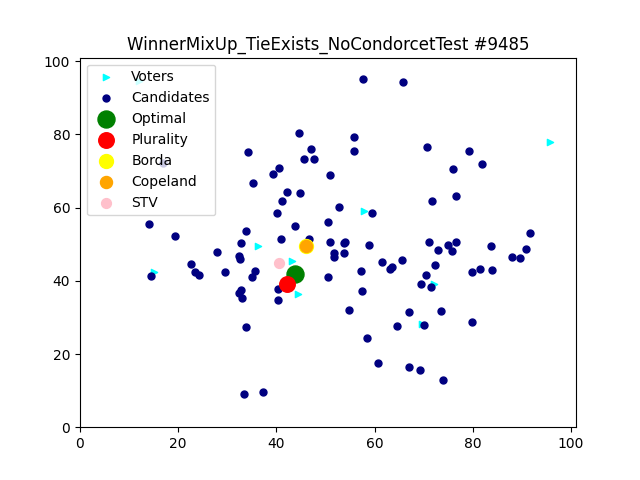 WinnerMixUp_TieExists_NoCondorcetTest #9485
Voters
Candidates
Optimal
Plurality
Borda
Copeland
STV
100
80
60
40
20
0
0 20 40 60 80 100